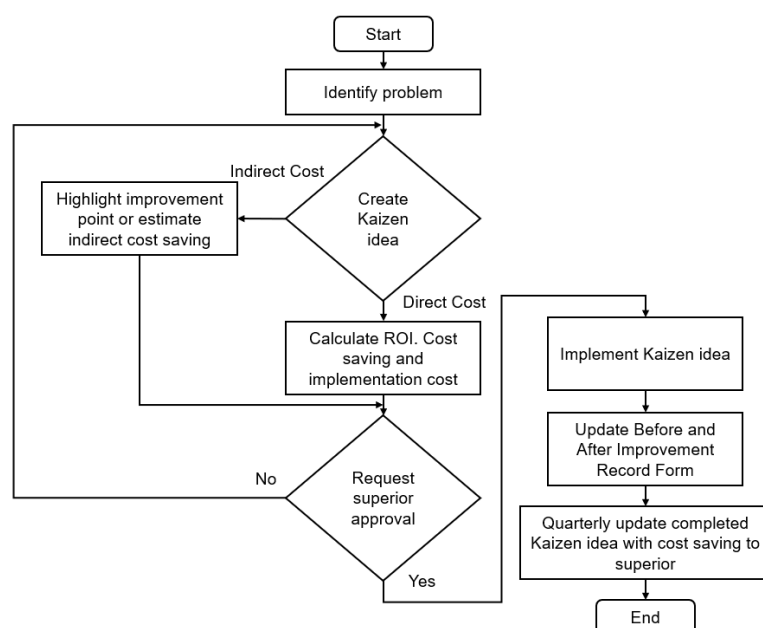 Start
Identify problem
Indirect Cost
Create
Kaizen
idea
Highlight improvement
point or estimate
indirect cost saving
Direct Cost
Calculate ROI. Cost
saving and
implementation cost
No
Request
superior
approval
Yes
Implement Kaizen idea
Update Before and
After Improvement
Record Form
Quarterly update completed
Kaizen idea with cost saving to
superior
End